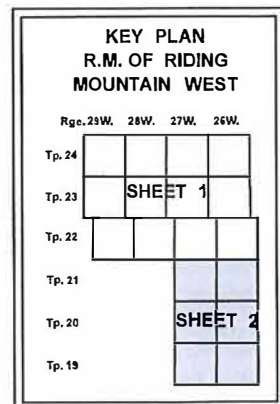 KEY PLAN
R.M. OF RIDING
MOUNTAIN WEST
Rge. 29W. 28W. 27W. 26W.
Tp. 24
Tp. 23 SHEET 1
Tp. 22
Tp. 21
Tp. 20 SHEET 2
Tp. 19